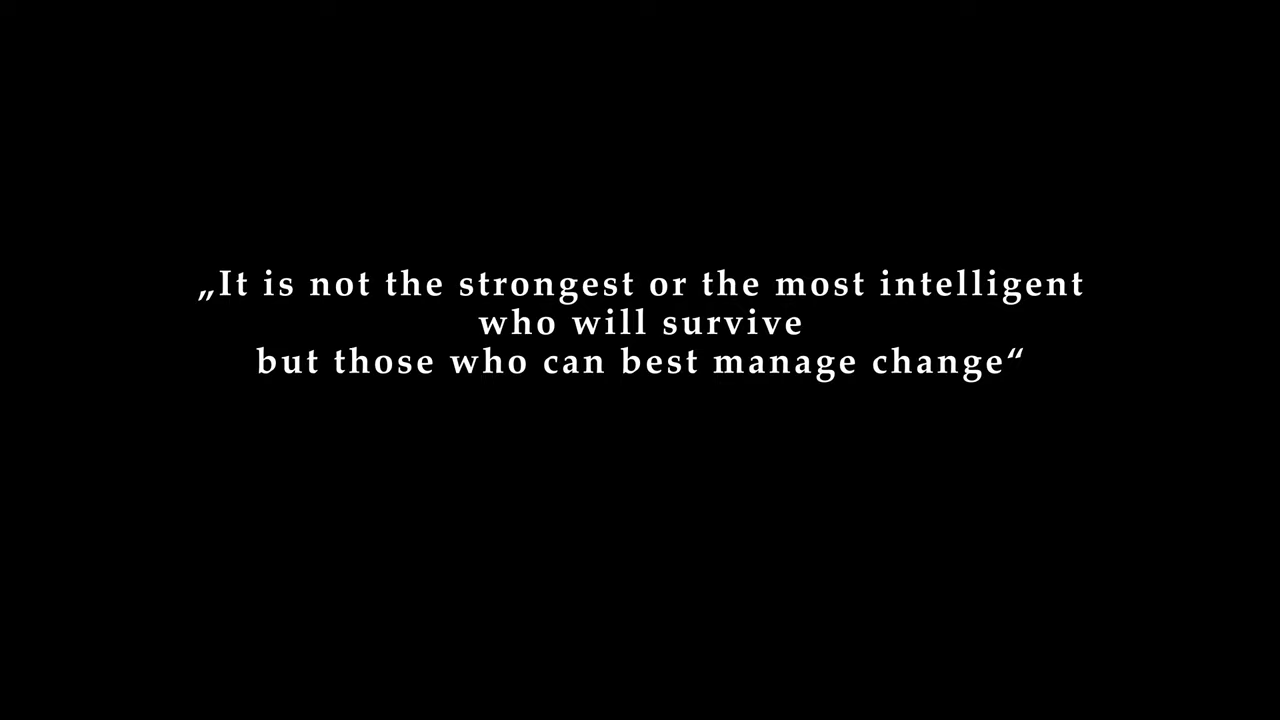 „It is not the strongest or the most intelligent
who will survive
but those who can best manage change“